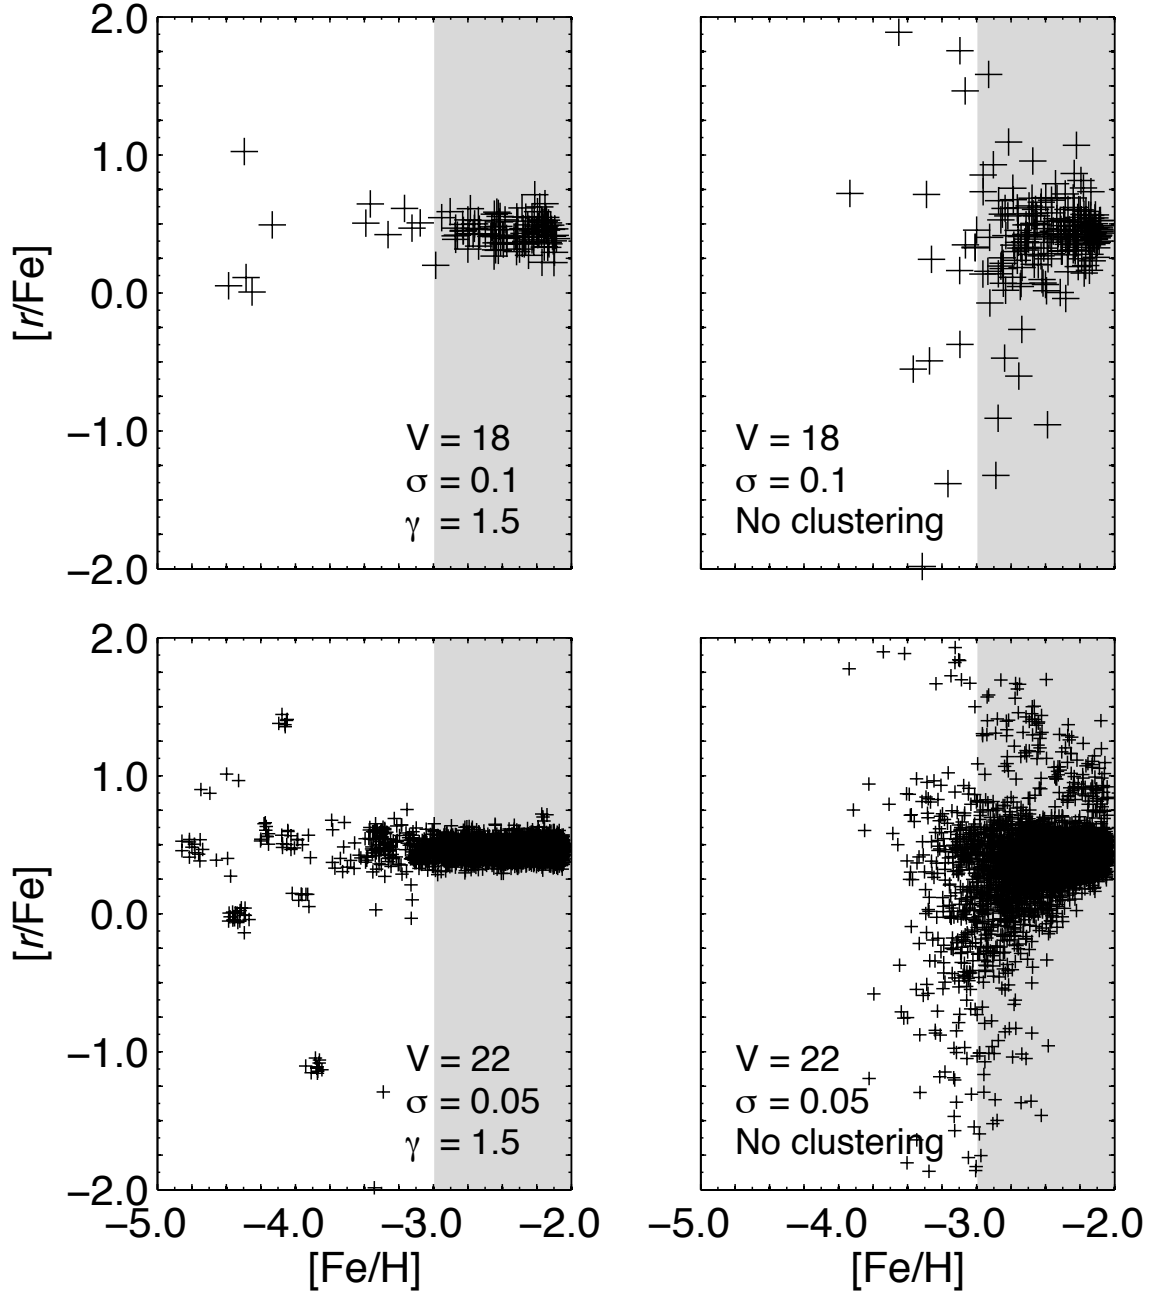 2.0
1.0
0.0
−1.0
−2.0
[r/Fe]
V = 18
σ = 0.1
γ = 1.5
V = 18
σ = 0.1
No clustering
2.0
1.0
0.0
−1.0
−2.0
[r/Fe]
V = 22
σ = 0.05
γ = 1.5
V = 22
σ = 0.05
No clustering
−5.0 −4.0 −3.0 −2.0
−5.0 −4.0 −3.0 −2.0
[Fe/H]
[Fe/H]